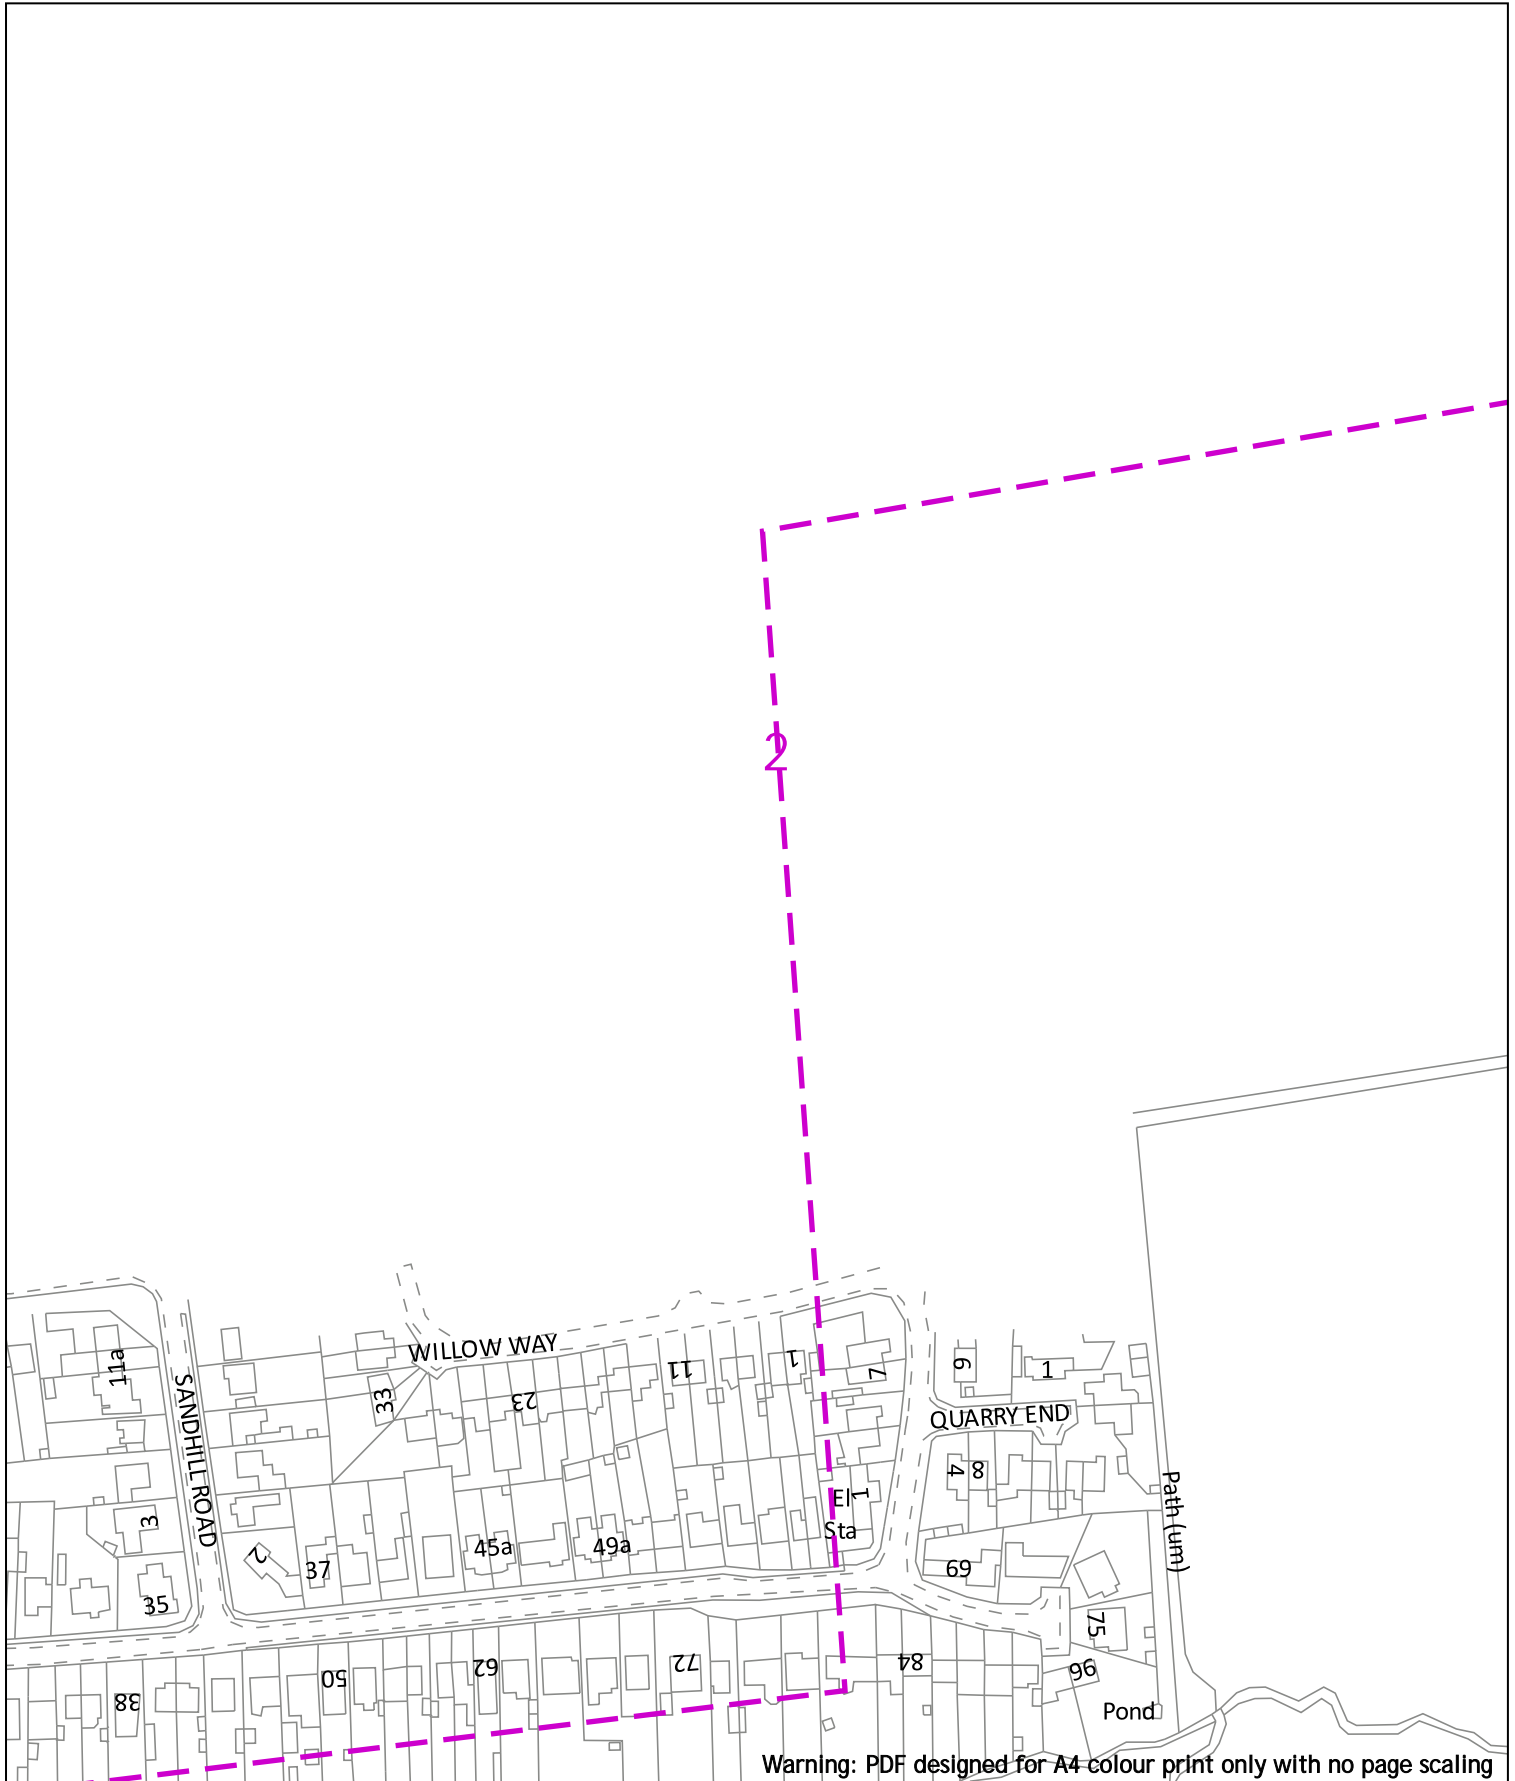 2
WILLOW WAY
11a
SANDHILL ROAD
33
23
11
1
7
9
1
QUARRY END
4
8
El
Sta
1
Path (um)
3
2
37
45a
49a
69
35
75
38
50
62
72
84
96
Pond
Warning: PDF designed for A4 colour print only with no page scaling